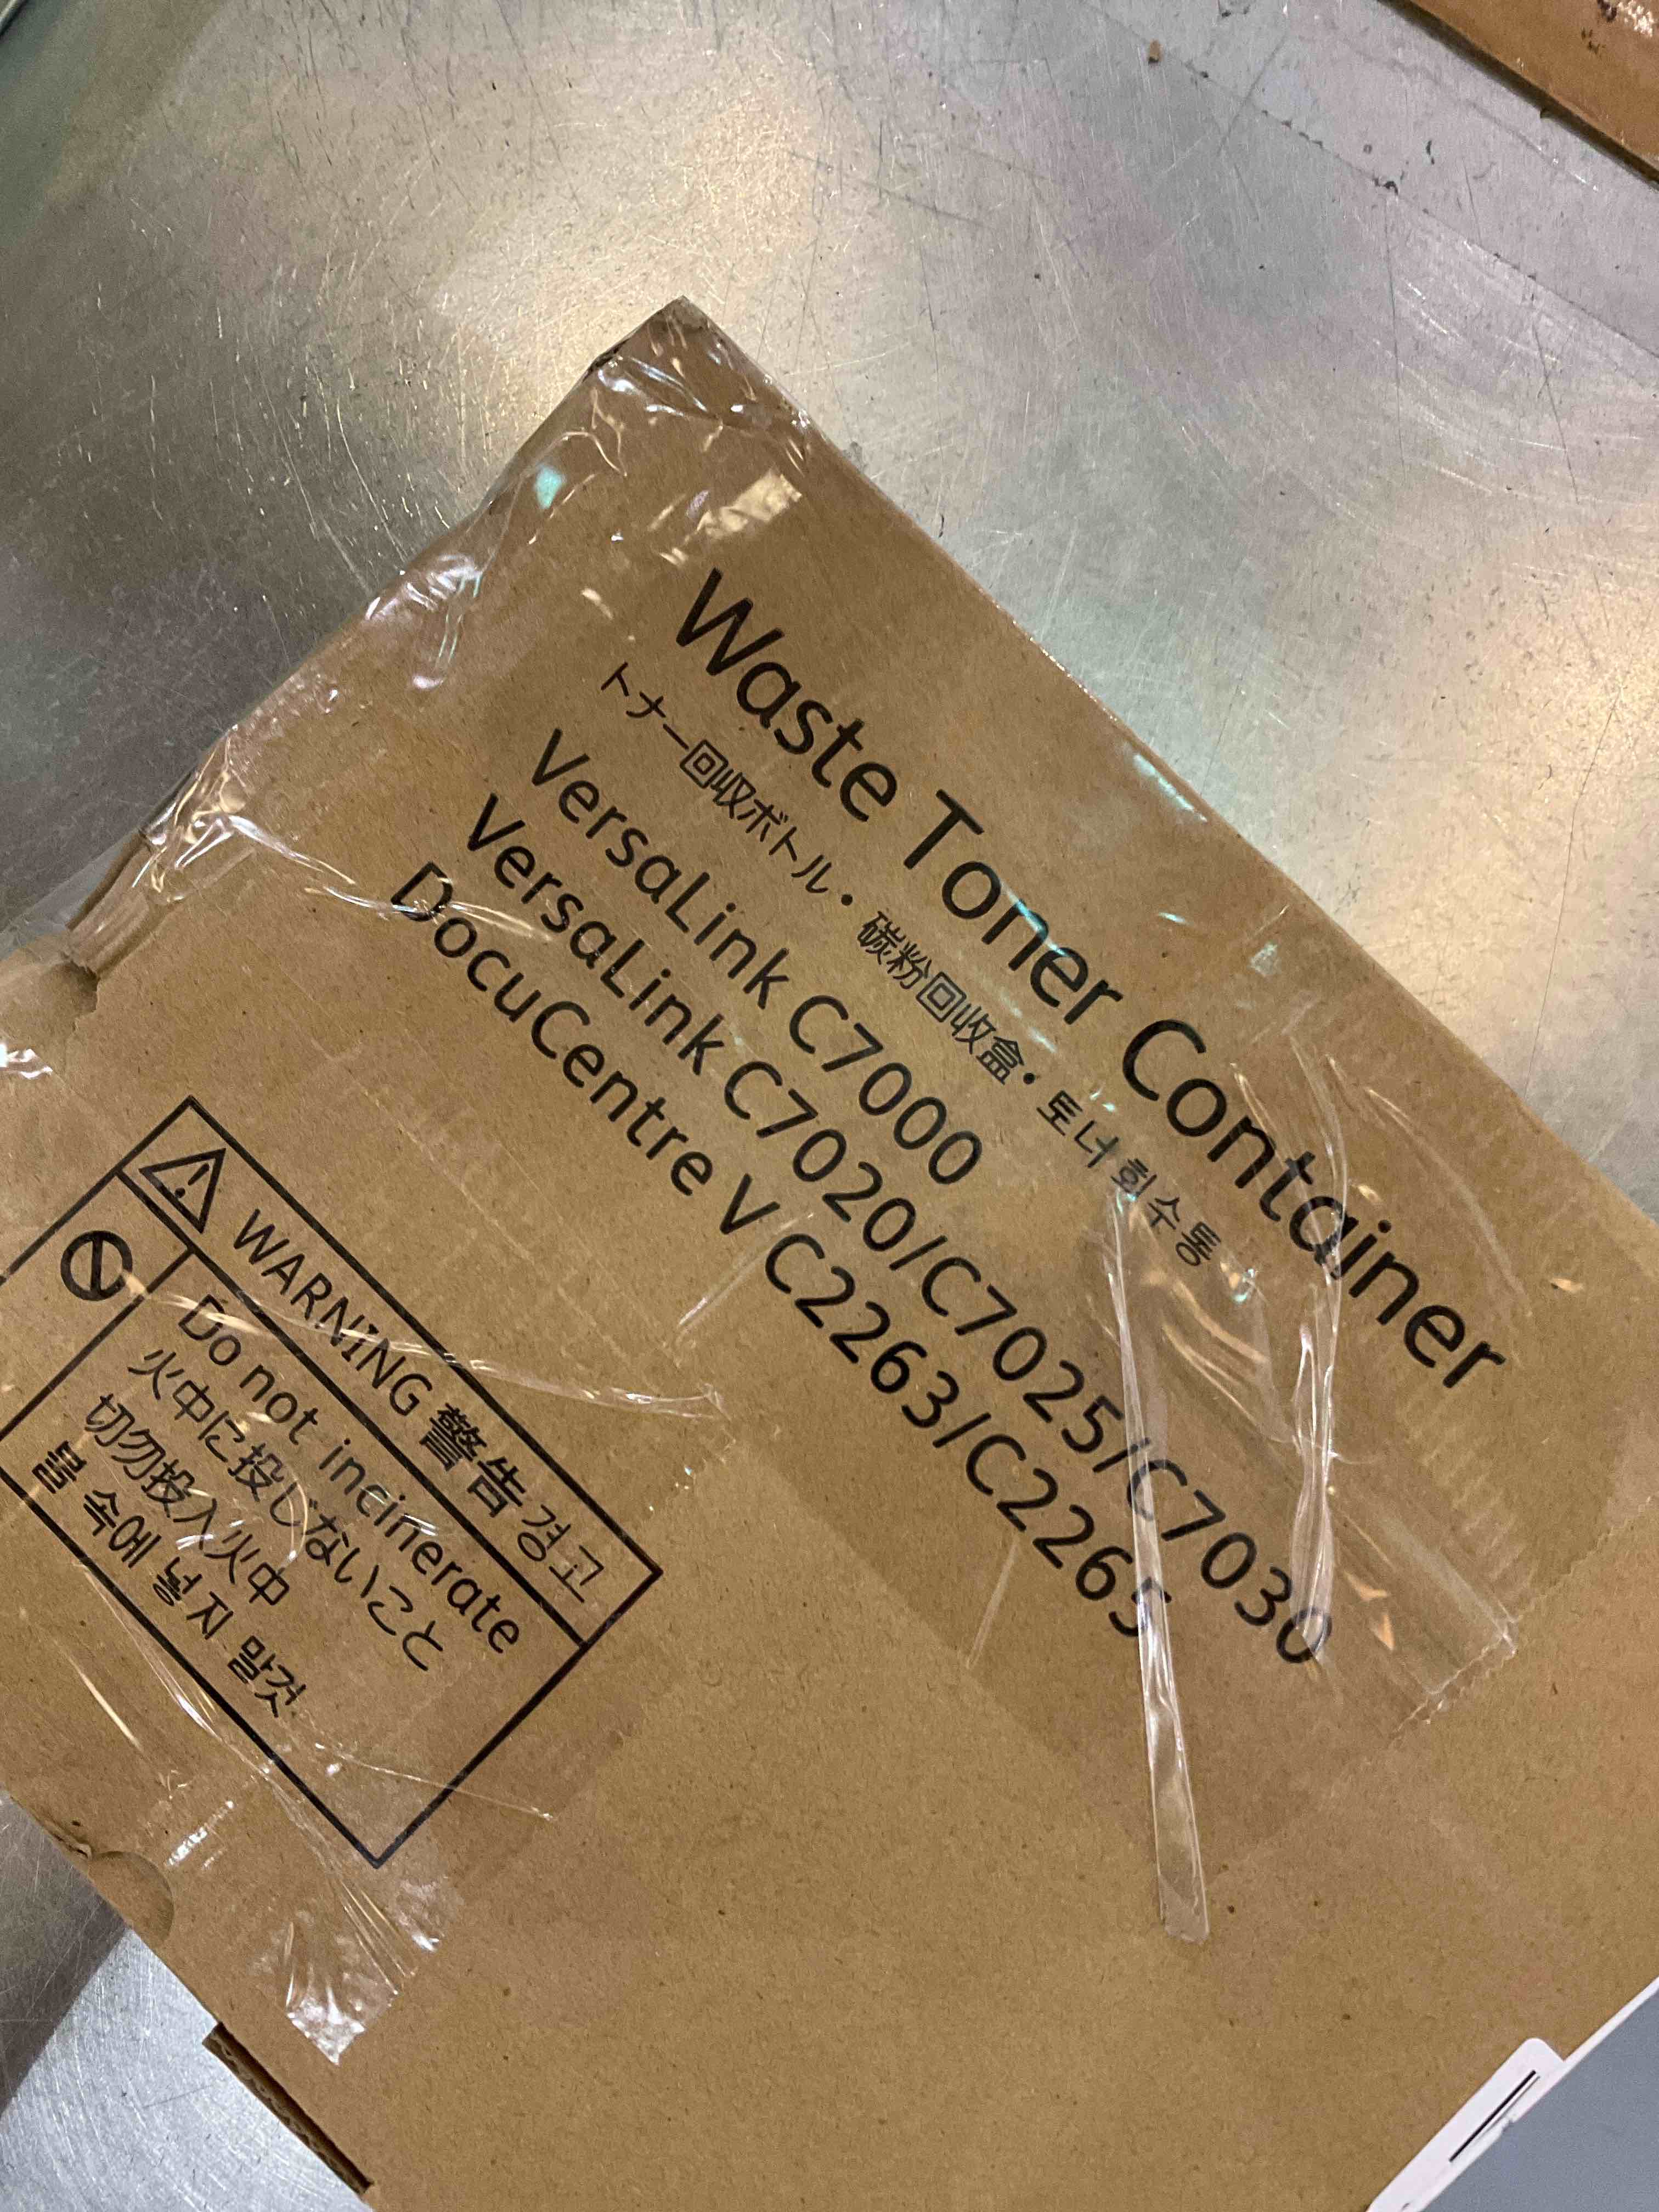 Waste Toner Container
トナー回収ボトル・碳粉回收盒・토너 회수통
VersaLink C7000
VersaLink C7020/C7025/C7030
DocuCentre V C2263/C2265
WARNING 警告 경고
Do not incinerate
火中に投じないこと
切勿投入火中
불 속에 넣지 말것